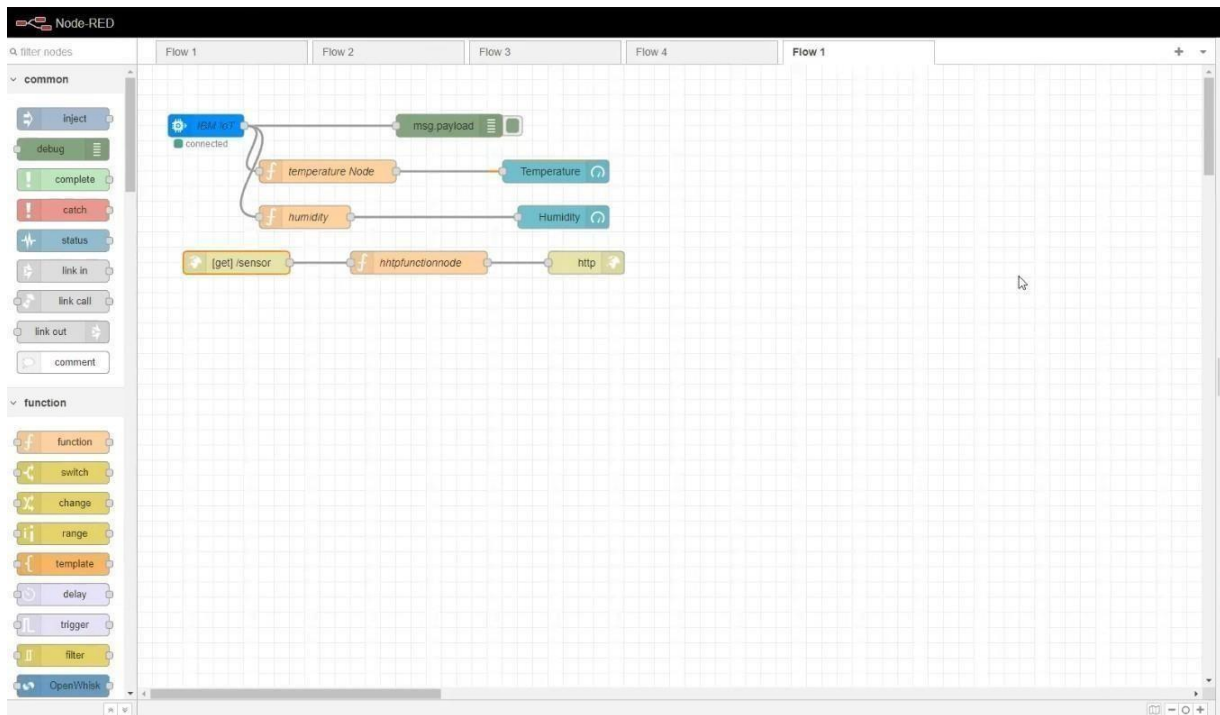 Node-RED
filter nodes
Flow 1
Flow 2
Flow 3
Flow 4
Flow 1
common
inject
debug
complete
catch
status
link in
link call
link out
comment
function
function
switch
change
range
template
delay
trigger
filter
OpenWhisk
IBM IoT
connected
msg.payload
temperature Node
Temperature
humidity
Humidity
[get] /sensor
hhtpfunctionnode
http